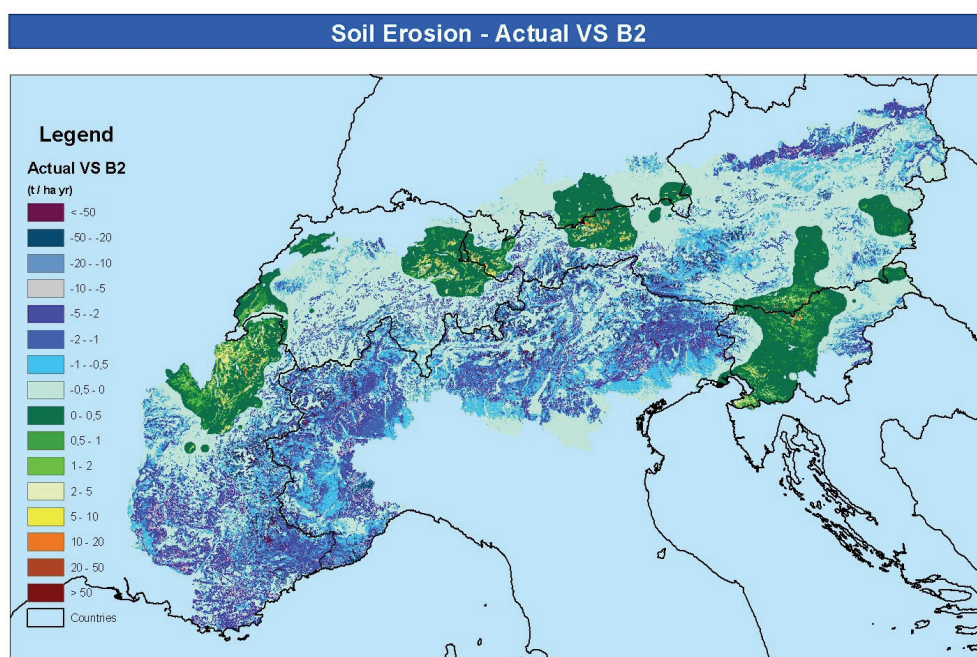 Soil Erosion - Actual VS B2
Legend
Actual VS B2
(t / ha yr)
< -50
-50 - -20
-20 - -10
-10 - -5
-5 - -2
-2 - -1
-1 - -0,5
-0,5 - 0
0 - 0,5
0,5 - 1
1 - 2
2 - 5
5 - 10
10 - 20
20 - 50
> 50
Countries